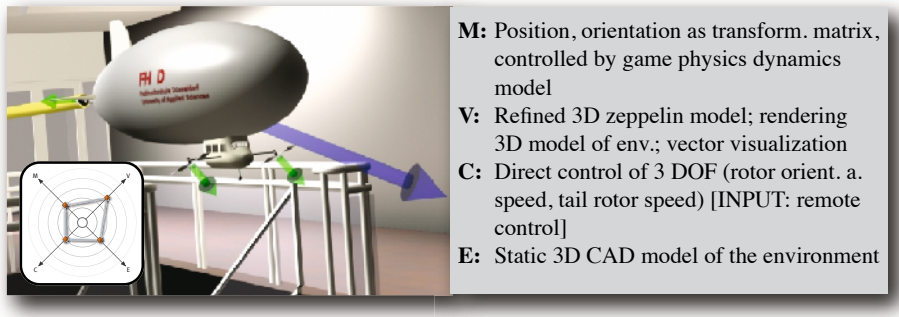 FH D
M
V
C
E
M: Position, orientation as transform. matrix,
controlled by game physics dynamics
model
V: Refined 3D zeppelin model; rendering
3D model of env.; vector visualization
C: Direct control of 3 DOF (rotor orient. a.
speed, tail rotor speed) [INPUT: remote
control]
E: Static 3D CAD model of the environment